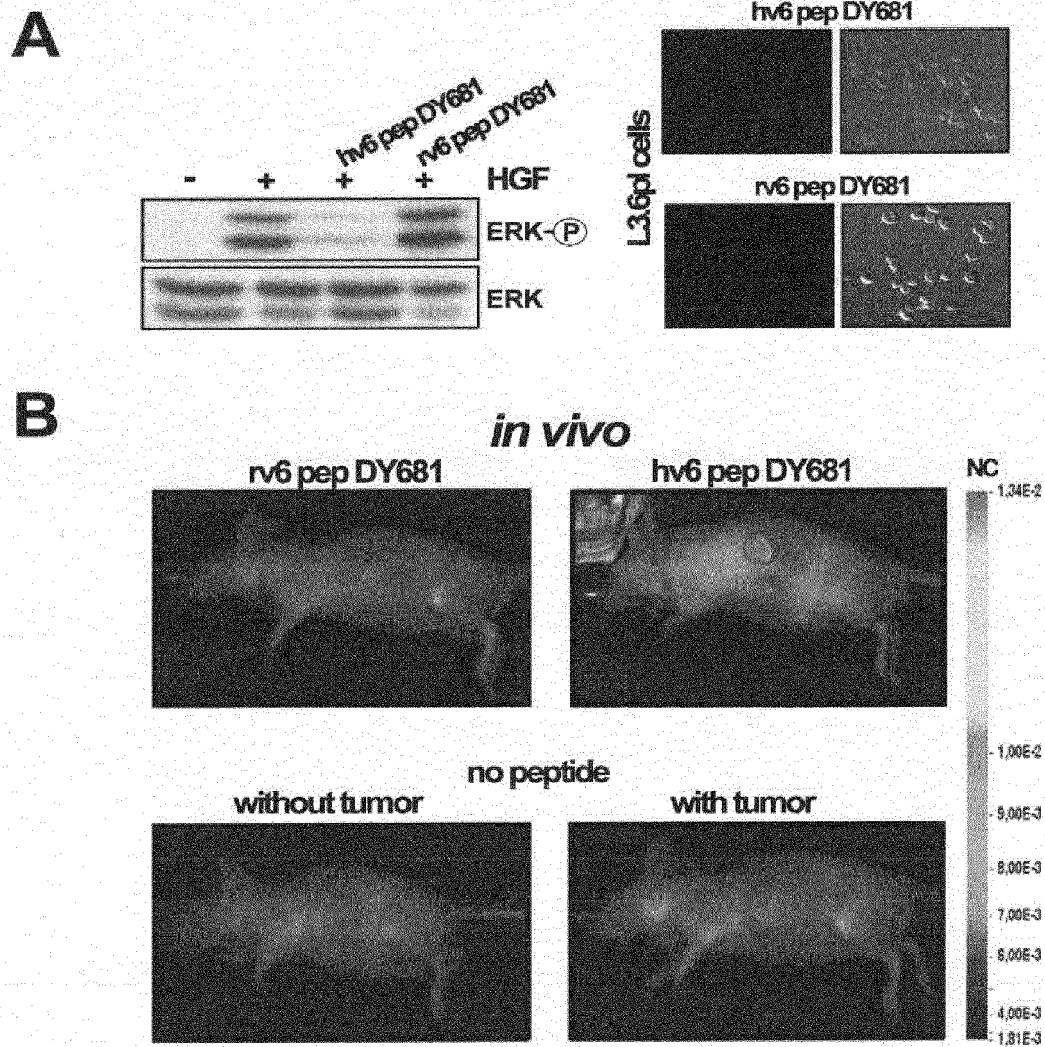 A
hv6 pep DY681
rv6 pep DY681
- + + + HGF
ERK-P
ERK
hv6 pep DY681
L3.6pl cells
rv6 pep DY681
B
in vivo
rv6 pep DY681
hv6 pep DY681
NC
1,34E-2
1,00E-2
9,00E-3
8,00E-3
7,00E-3
6,00E-3
4,00E-3
1,81E-3
no peptide
without tumor
with tumor